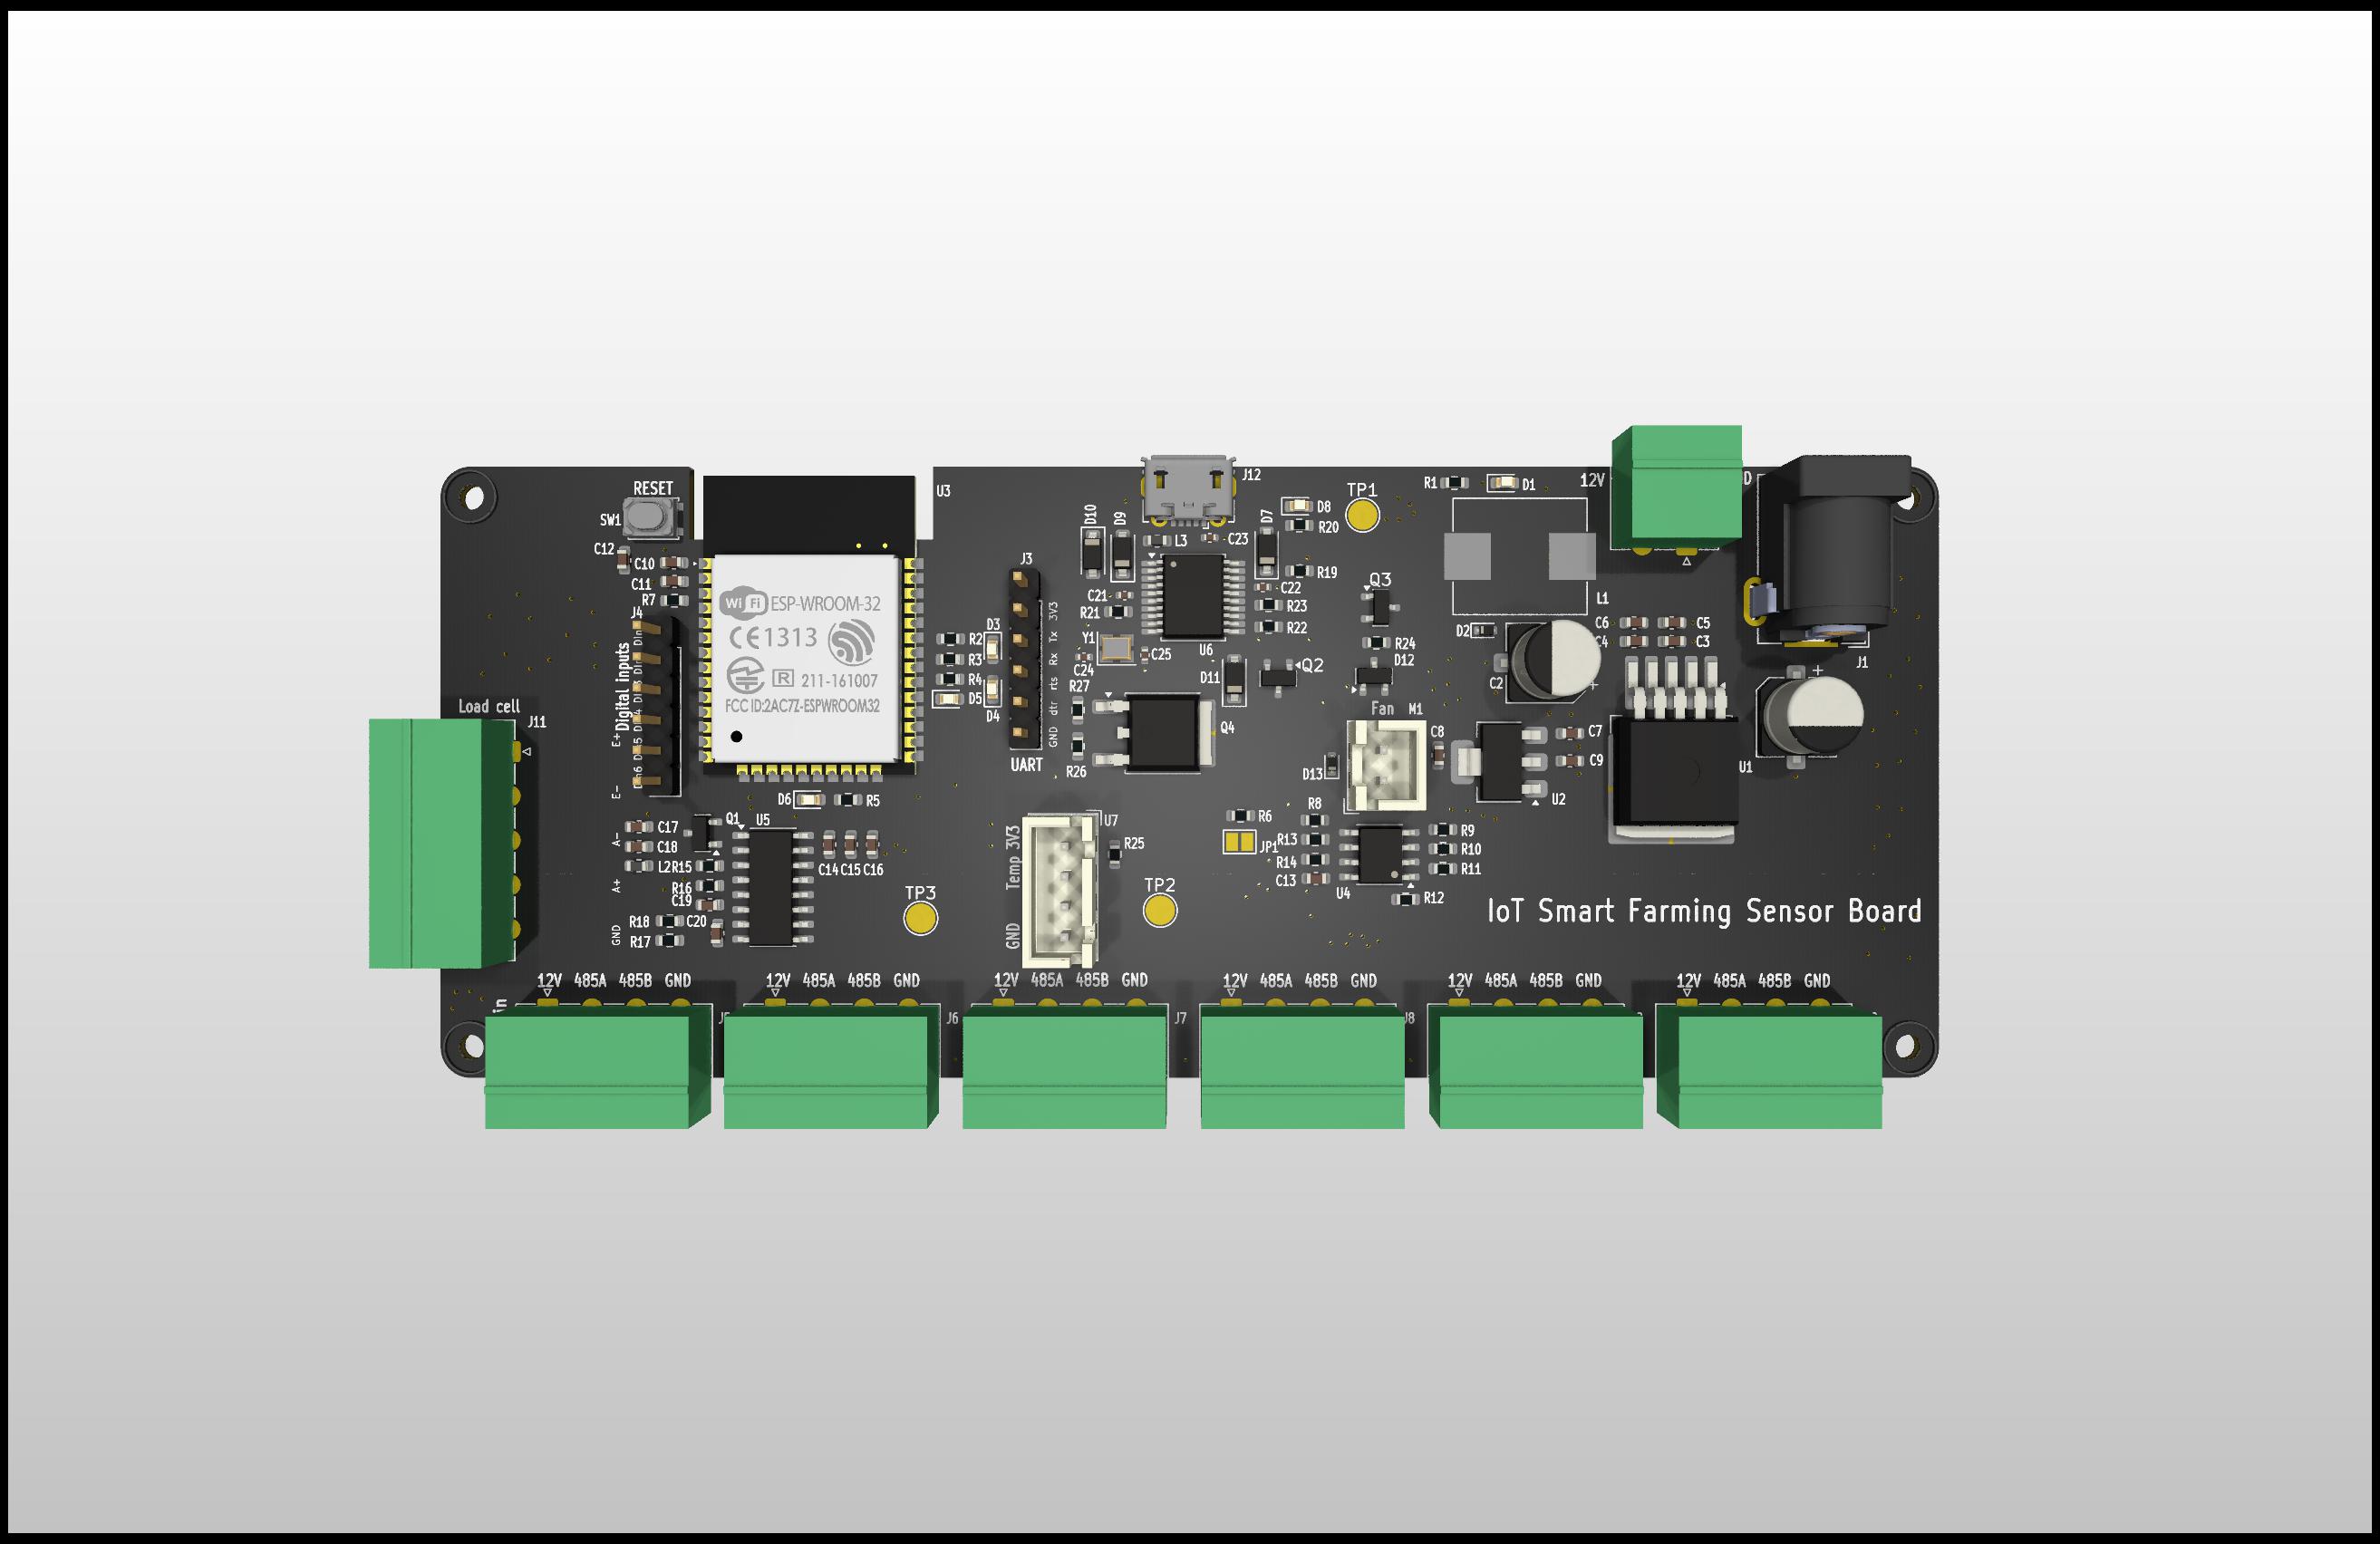 RESET
SW1
C12
C10
C11
R7
J4
Digital inputs
U3
WiFi ESP-WROOM-32
CE1313
R 211-161007
FCC ID:2AC7Z-ESPWROOM32
R2
R3
R4
D3
D5
D4
J3
3V3
Tx
Rx
rts
dtr
GND
UART
D10
D9
J12
L3
C23
D7
D8
R20
R19
C21
R21
C22
R23
R22
Y1
C24
C25
U6
TP1
R27
R26
Q4
D11
Q2
Q3
R24
D12
Fan
M1
D13
C8
R1
D1
12V
L1
D2
C2
C6
C5
C4
C3
J1
U1
C7
C9
U2
Load cell
J11
E+
E-
A-
A+
GND
C17
C18
L2
R15
R16
C19
R18
C20
R17
Q1
U5
D6
R5
C14
C15
C16
TP3
U7
Temp
3V3
GND
R25
TP2
R6
JP1
R8
R13
R14
C13
U4
R9
R10
R11
R12
IoT Smart Farming Sensor Board
12V 485A 485B GND
12V 485A 485B GND
12V 485A 485B GND
12V 485A 485B GND
12V 485A 485B GND
12V 485A 485B GND
J6
J7